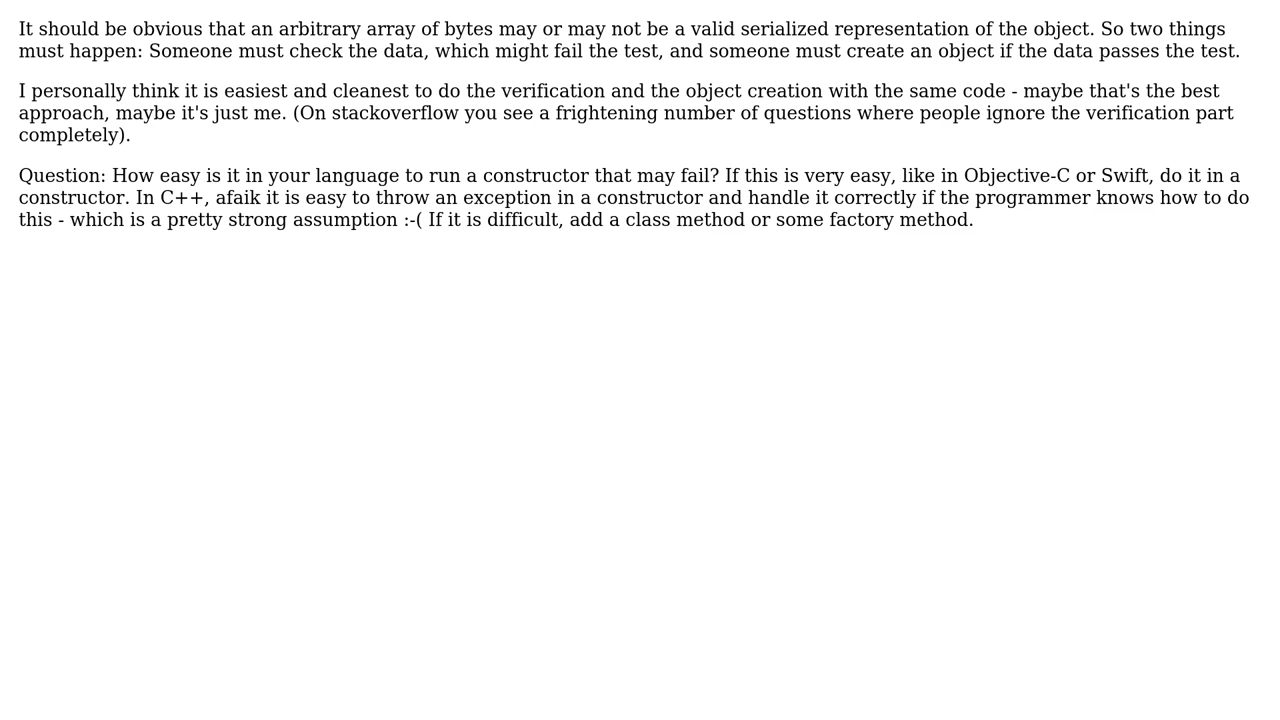 It should be obvious that an arbitrary array of bytes may or may not be a valid serialized representation of the object. So two things
must happen: Someone must check the data, which might fail the test, and someone must create an object if the data passes the test.
I personally think it is easiest and cleanest to do the verification and the object creation with the same code - maybe that's the best
approach, maybe it's just me. (On stackoverflow you see a frightening number of questions where people ignore the verification part
completely).
Question: How easy is it in your language to run a constructor that may fail? If this is very easy, like in Objective-C or Swift, do it in a
constructor. In C++, afaik it is easy to throw an exception in a constructor and handle it correctly if the programmer knows how to do
this - which is a pretty strong assumption :-( If it is difficult, add a class method or some factory method.